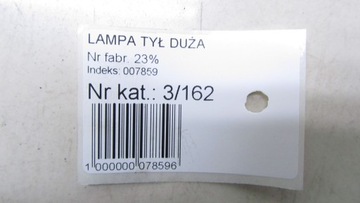 LAMPA TYŁ DUŻA
Nr fabr. 23%
Indeks: 007859
Nr kat.: 3/162
1 000000 078596